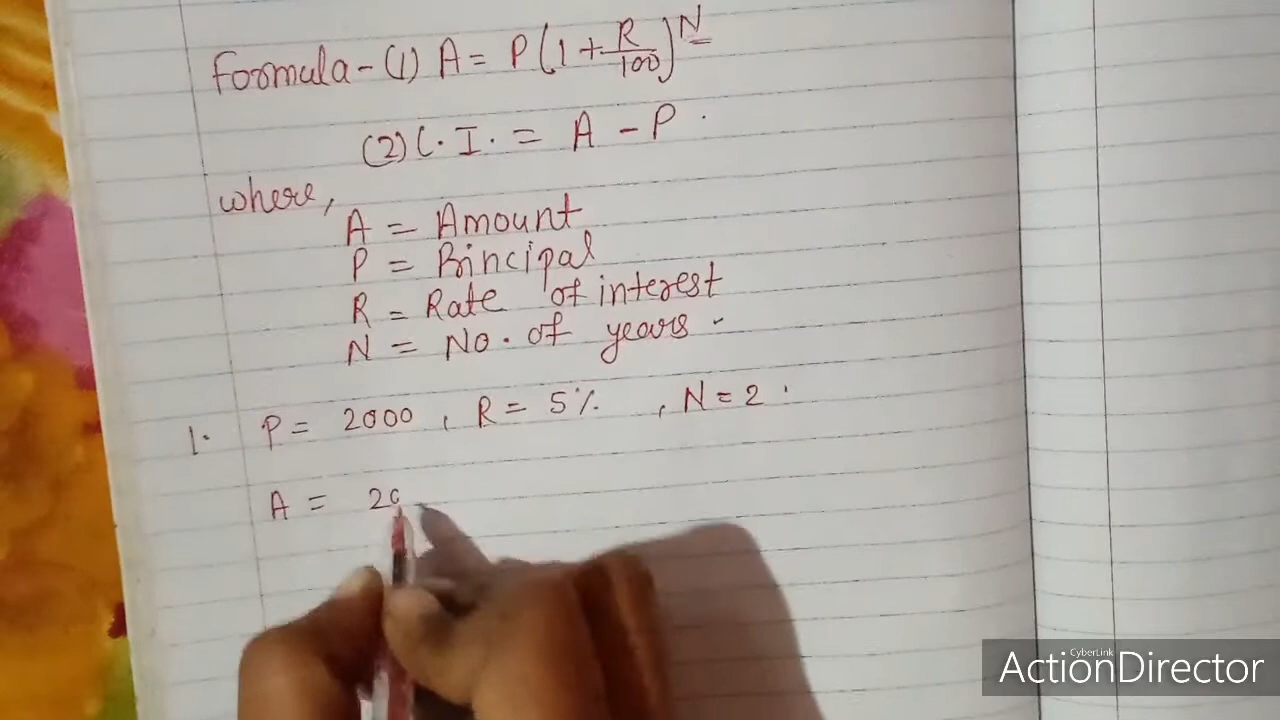 Formula - (1) A = P(1 + R/100)^N
(2) C.I. = A - P.
where,
A = Amount
P = Principal
R = Rate of interest
N = No. of years.
1. P = 2000, R = 5%, N = 2.
A = 20
CyberLink
ActionDirector